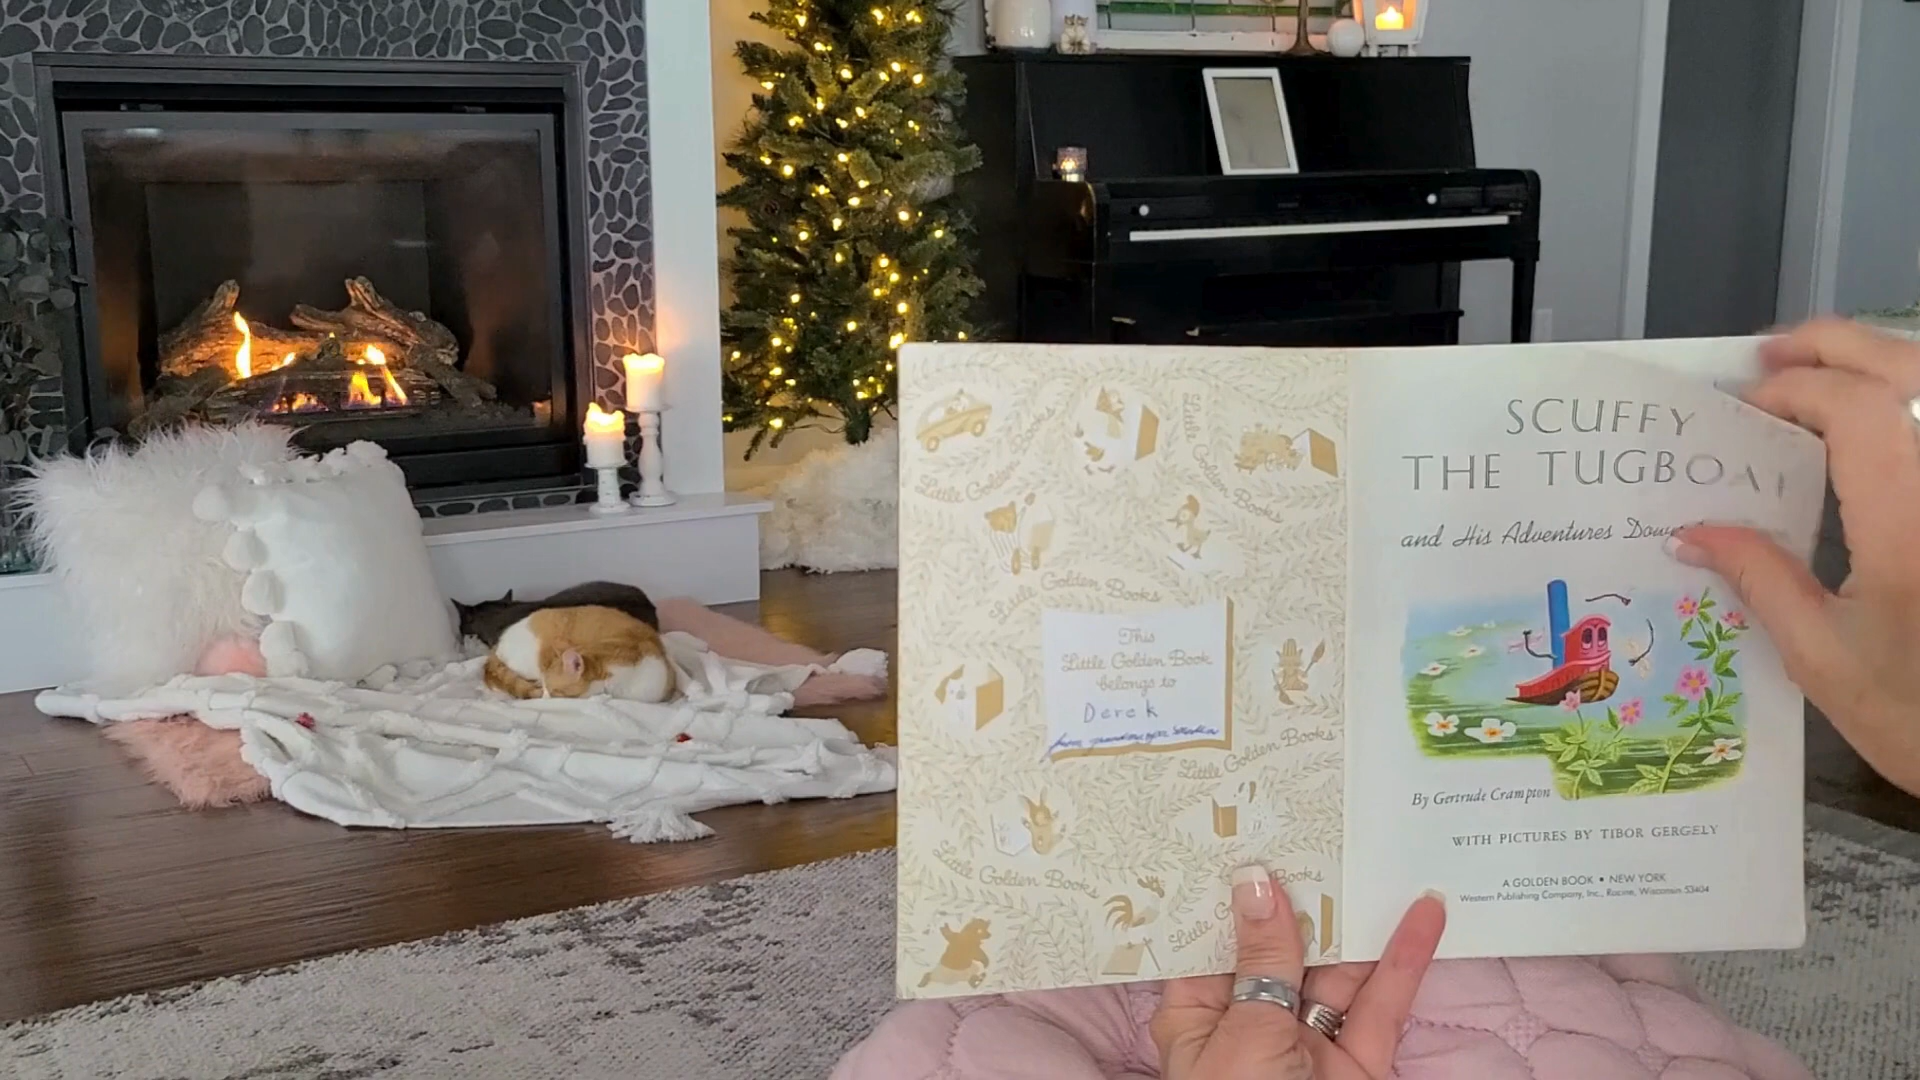 Little Golden Books
Little Golden Books
Little Golden Books
This
Little Golden Book
belongs to
Derek
Little Golden Books
Little Golden Books
Books
SCUFFY
THE TUGBOAT
and His Adventures
By Gertrude Crampton
WITH PICTURES BY TIBOR GERGELY
A GOLDEN BOOK • NEW YORK
Western Publishing Company, Inc., Racine, Wisconsin 53404